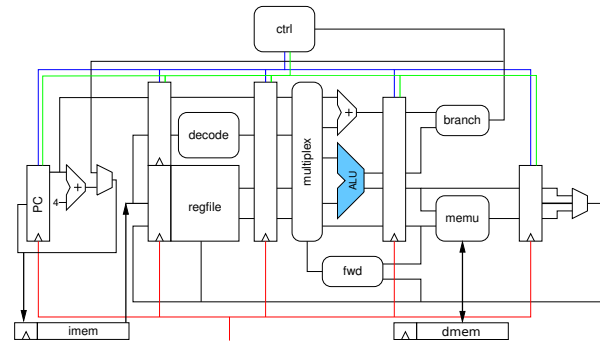 ctrl
decode
multiplex
+
branch
PC
+
4
regfile
ALU
memu
fwd
imem
dmem